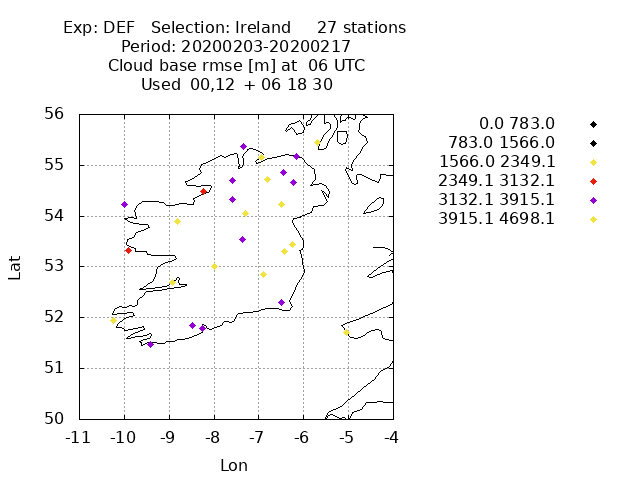 Exp: DEF   Selection: Ireland     27 stations
Period: 20200203-20200217
Cloud base rmse [m] at  06 UTC
Used  00,12  + 06 18 30
0.0 783.0
783.0 1566.0
1566.0 2349.1
2349.1 3132.1
3132.1 3915.1
3915.1 4698.1
56
55
54
53
52
51
50
Lat
-11 -10 -9 -8 -7 -6 -5 -4
Lon